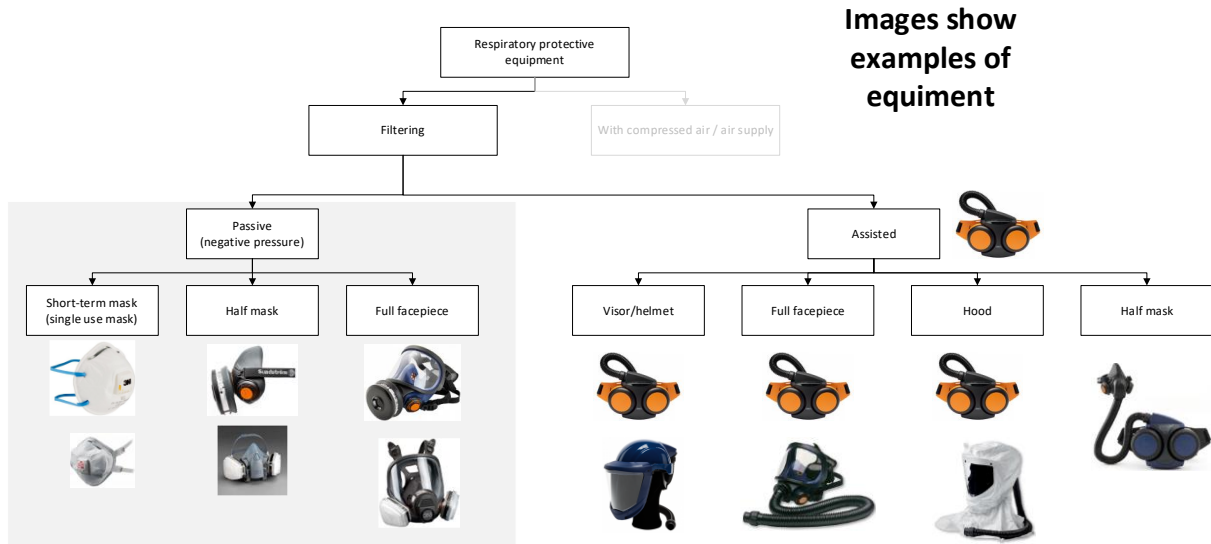 Images show
examples of
equiment
Respiratory protective
equipment
Filtering
With compressed air / air supply
Passive
(negative pressure)
Assisted
Short-term mask
(single use mask)
Half mask
Full facepiece
Visor/helmet
Full facepiece
Hood
Half mask
3M